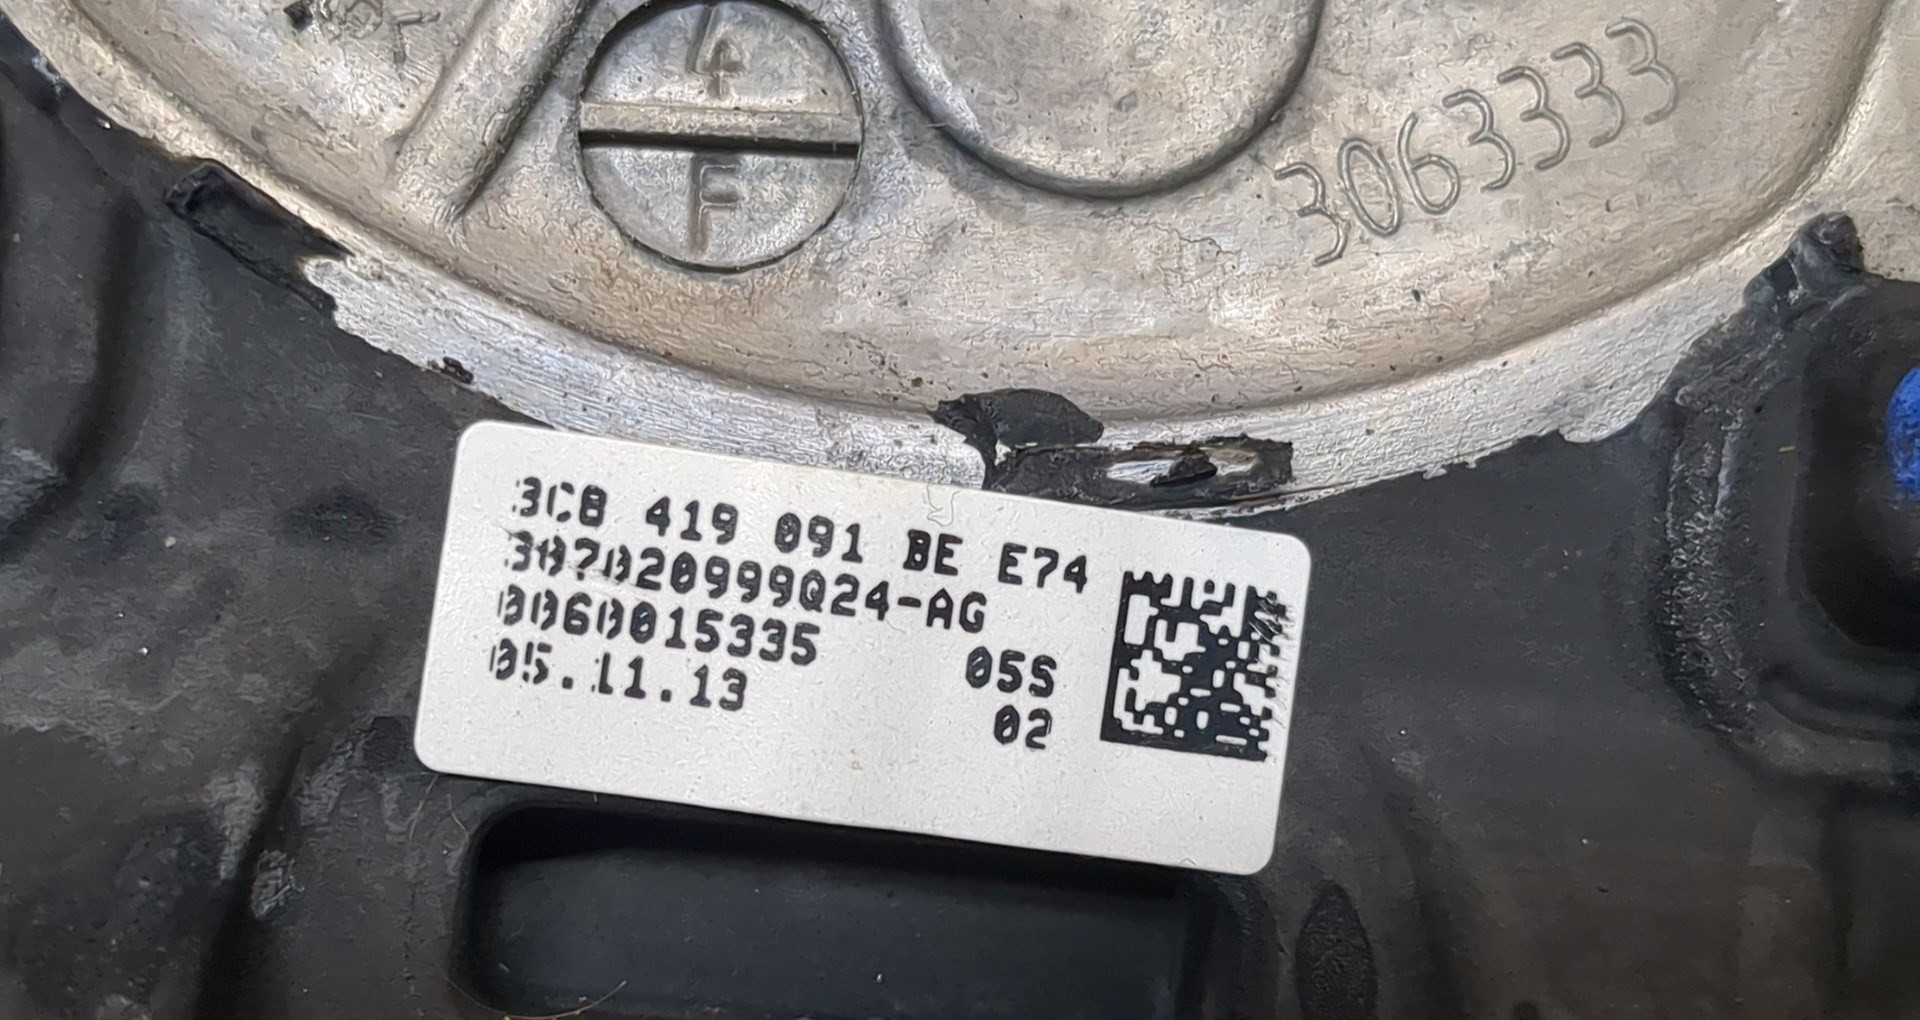 4
F
3063333
3C8 419 091 BE E74
307020999Q24-AG
0060015335
05S
05.11.13
02